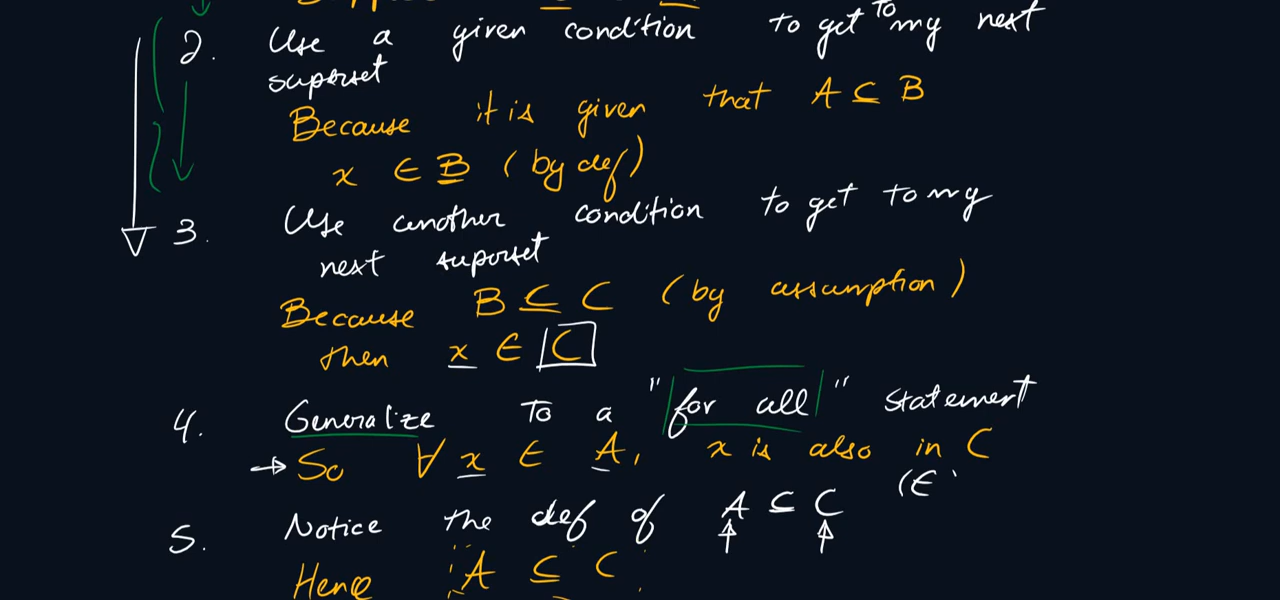 2. Use a given condition to get to my next
superset
Because it is given that A ⊆ B
x ∈ B (by def)
3. Use another condition to get to my
next superset
Because B ⊆ C (by assumption)
then x ∈ C
4. Generalize to a "for all" statement
→ So ∀ x ∈ A, x is also in C
(∈
5. Notice the def of A ⊆ C
Hence A ⊆ C.